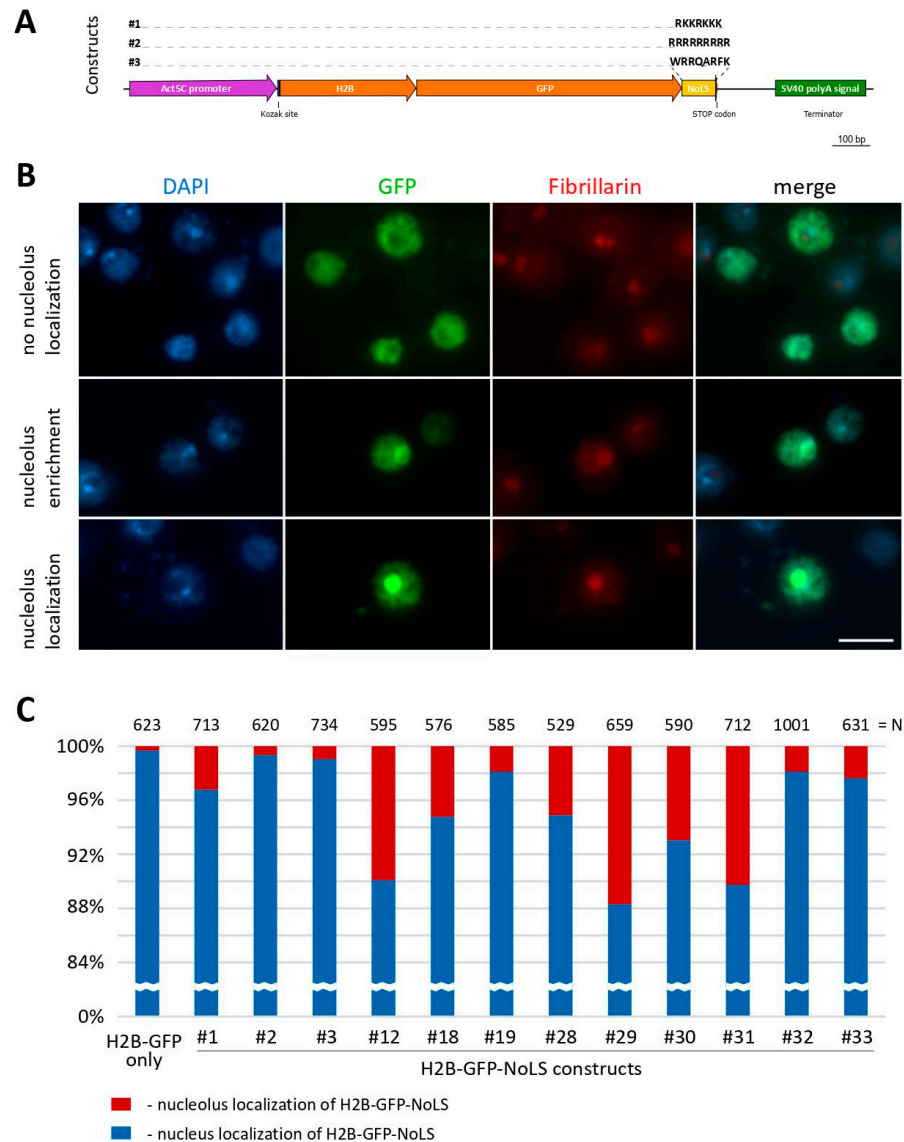 A
Constructs
#1 RKKRKKK
#2 RRRRRRRRR
#3 WRRQARFK
Act5C promoter H2B GFP NoLS SV40 polyA signal
Kozak site STOP codon Terminator
100 bp
B
DAPI GFP Fibrillarin merge
no nucleolus
localization
nucleolus
enrichment
nucleolus
localization
C
623 713 620 734 595 576 585 529 659 590 712 1001 631 = N
100%
96%
92%
88%
84%
0%
H2B-GFP
only
#1 #2 #3 #12 #18 #19 #28 #29 #30 #31 #32 #33
H2B-GFP-NoLS constructs
- nucleolus localization of H2B-GFP-NoLS
- nucleus localization of H2B-GFP-NoLS